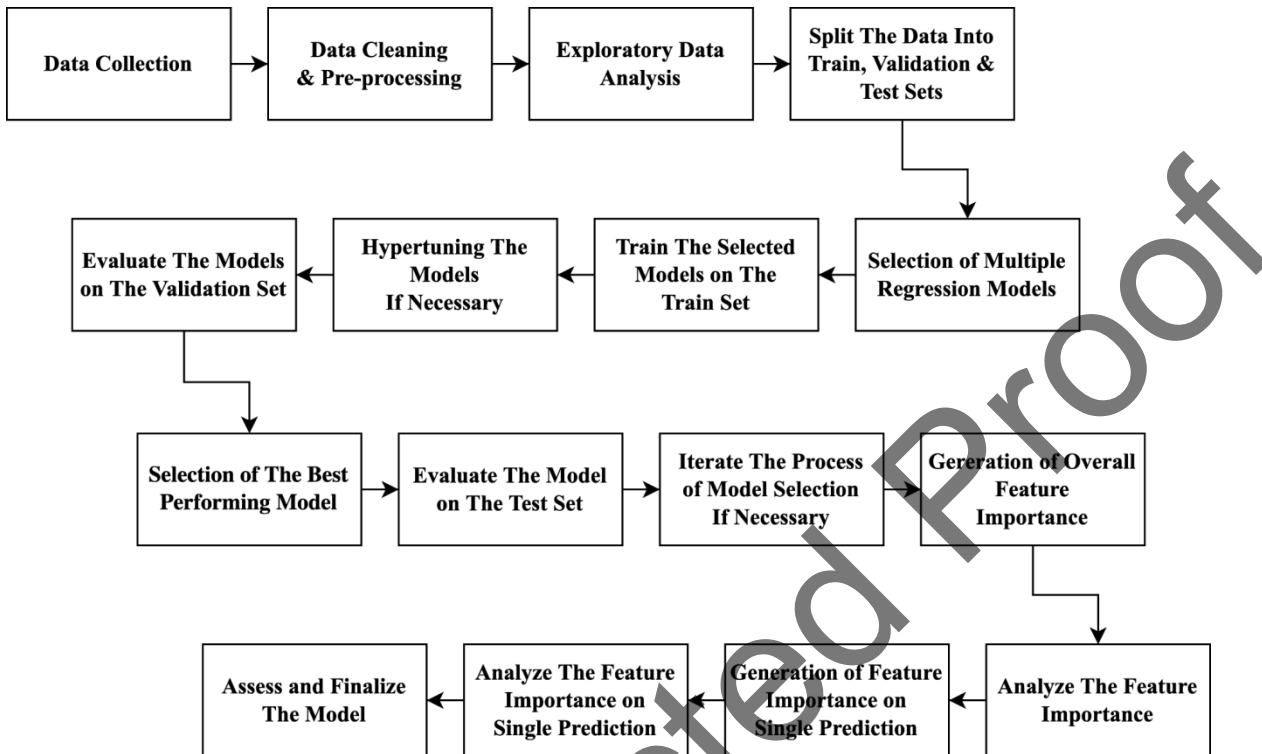 Data Collection
Data Cleaning
& Pre-processing
Exploratory Data
Analysis
Split The Data Into
Train, Validation &
Test Sets
Selection of Multiple
Regression Models
Train The Selected
Models on The
Train Set
Hypertuning The
Models
If Necessary
Evaluate The Models
on The Validation Set
Selection of The Best
Performing Model
Evaluate The Model
on The Test Set
Iterate The Process
of Model Selection
If Necessary
Gereration of Overall
Feature
Importance
Analyze The Feature
Importance
Generation of Feature
Importance on
Single Prediction
Analyze The Feature
Importance on
Single Prediction
Assess and Finalize
The Model
ted Proof